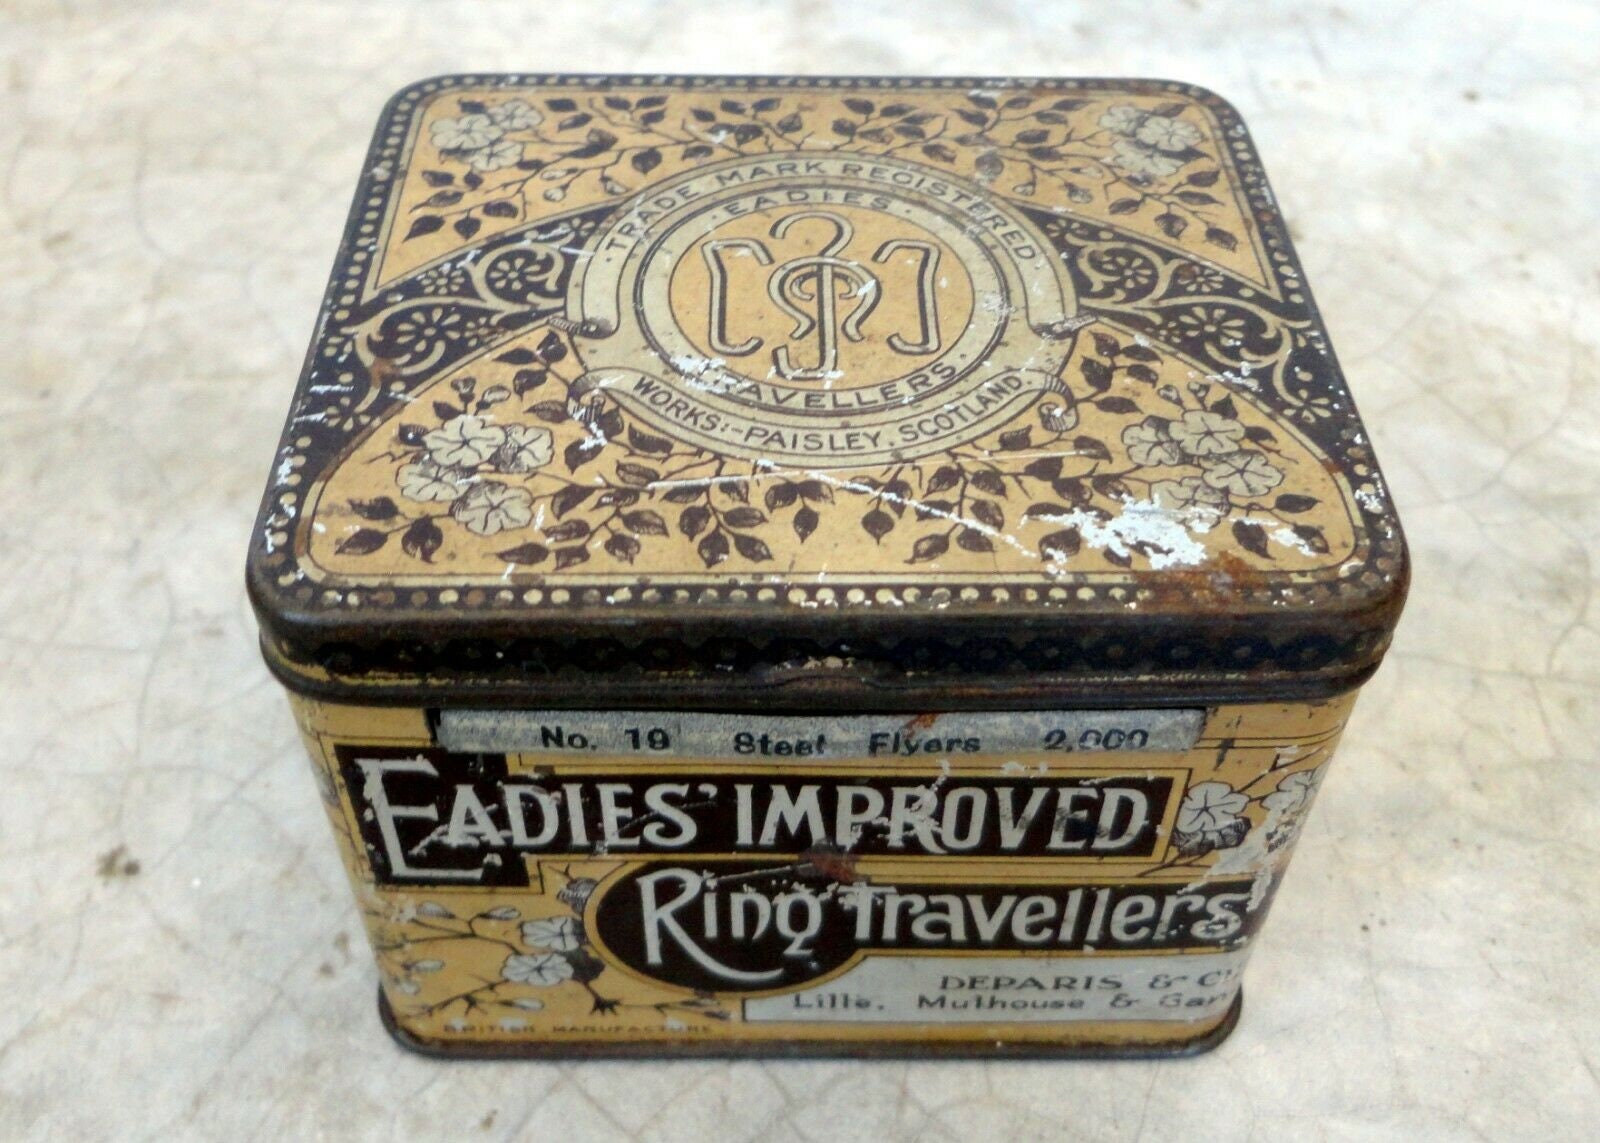 · TRADE MARK REGISTERED ·
· EADIES ·
TRAVELLERS
WORKS:- PAISLEY, SCOTLAND.
No. 19 Steel Flyers 2,000
EADIES' IMPROVED
Ring Travellers
DEPARIS &
Lille, Mulhouse &
BRITISH MANUFACTURE